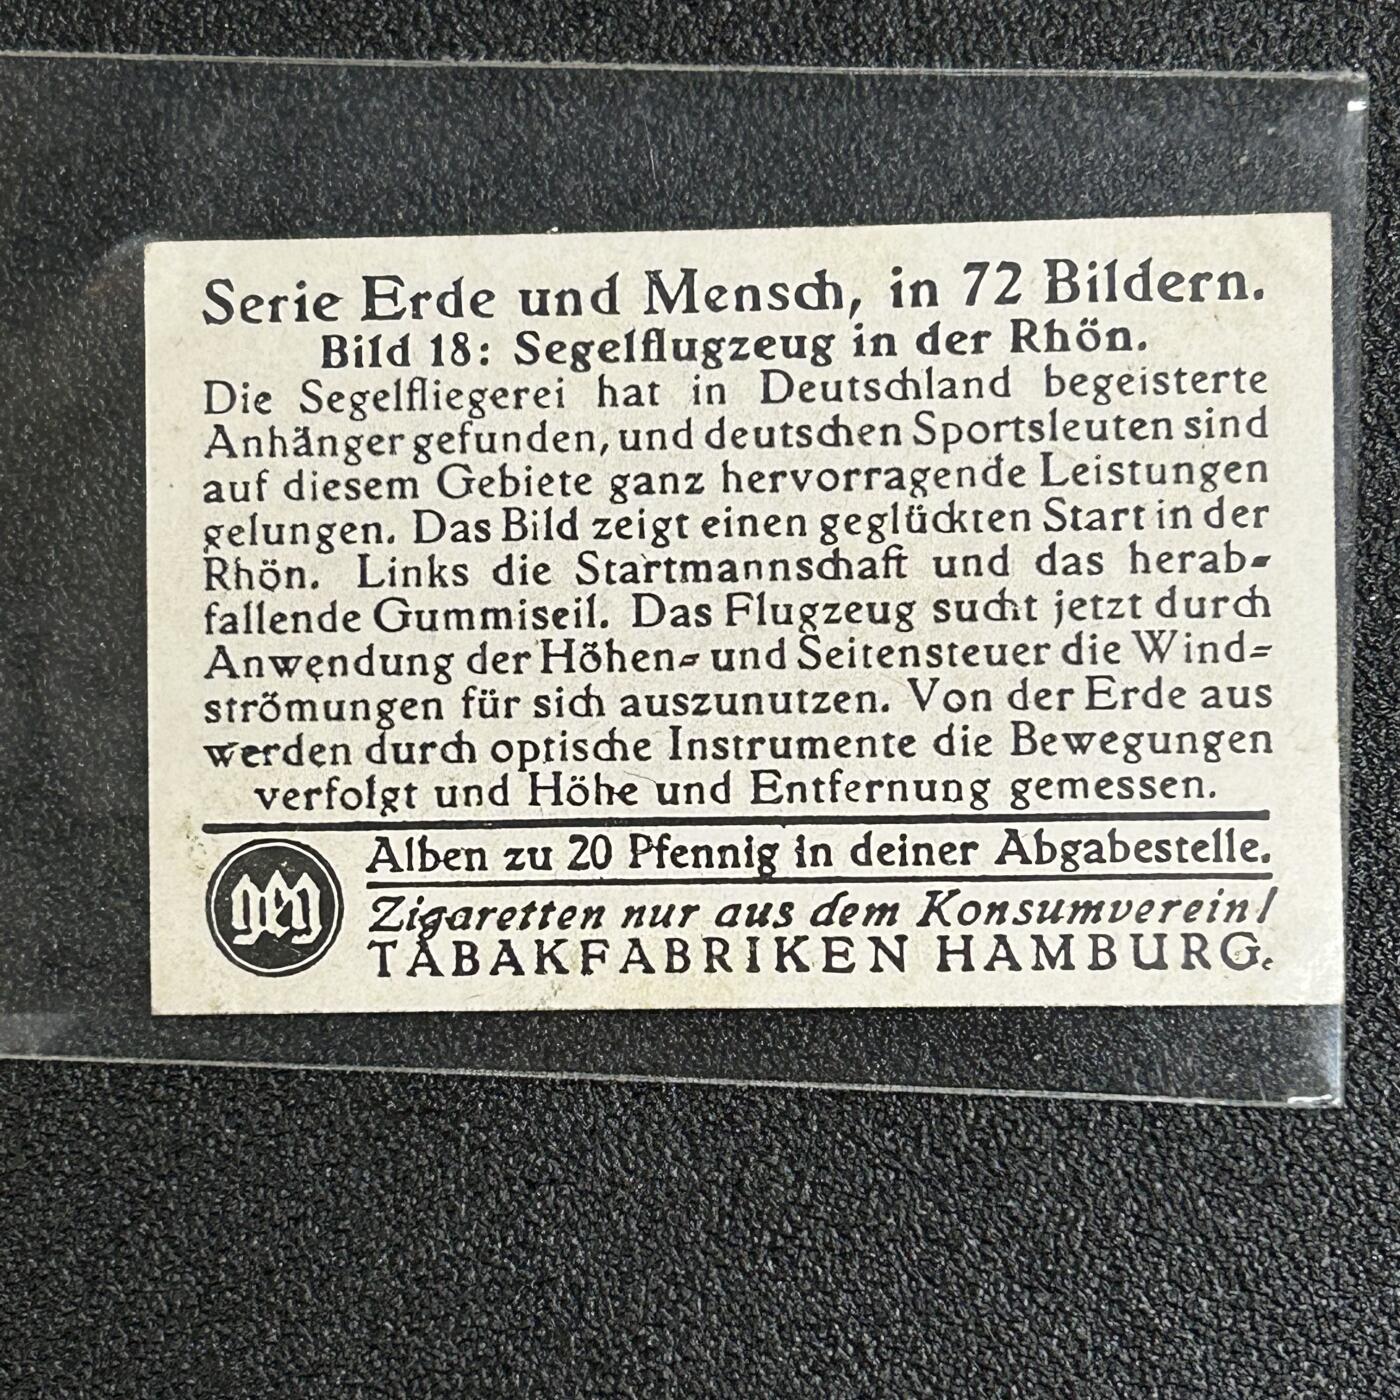 Serie Erde und Mensch, in 72 Bildern.
Bild 18: Segelflugzeug in der Rhön.
Die Segelfliegerei hat in Deutschland begeisterte
Anhänger gefunden, und deutschen Sportsleuten sind
auf diesem Gebiete ganz hervorragende Leistungen
gelungen. Das Bild zeigt einen geglückten Start in der
Rhön. Links die Startmannschaft und das herab-
fallende Gummiseil. Das Flugzeug sucht jetzt durch
Anwendung der Höhen- und Seitensteuer die Wind-
strömungen für sich auszunutzen. Von der Erde aus
werden durch optische Instrumente die Bewegungen
verfolgt und Höhe und Entfernung gemessen.
Alben zu 20 Pfennig in deiner Abgabestelle.
Zigaretten nur aus dem Konsumverein!
TABAKFABRIKEN HAMBURG.